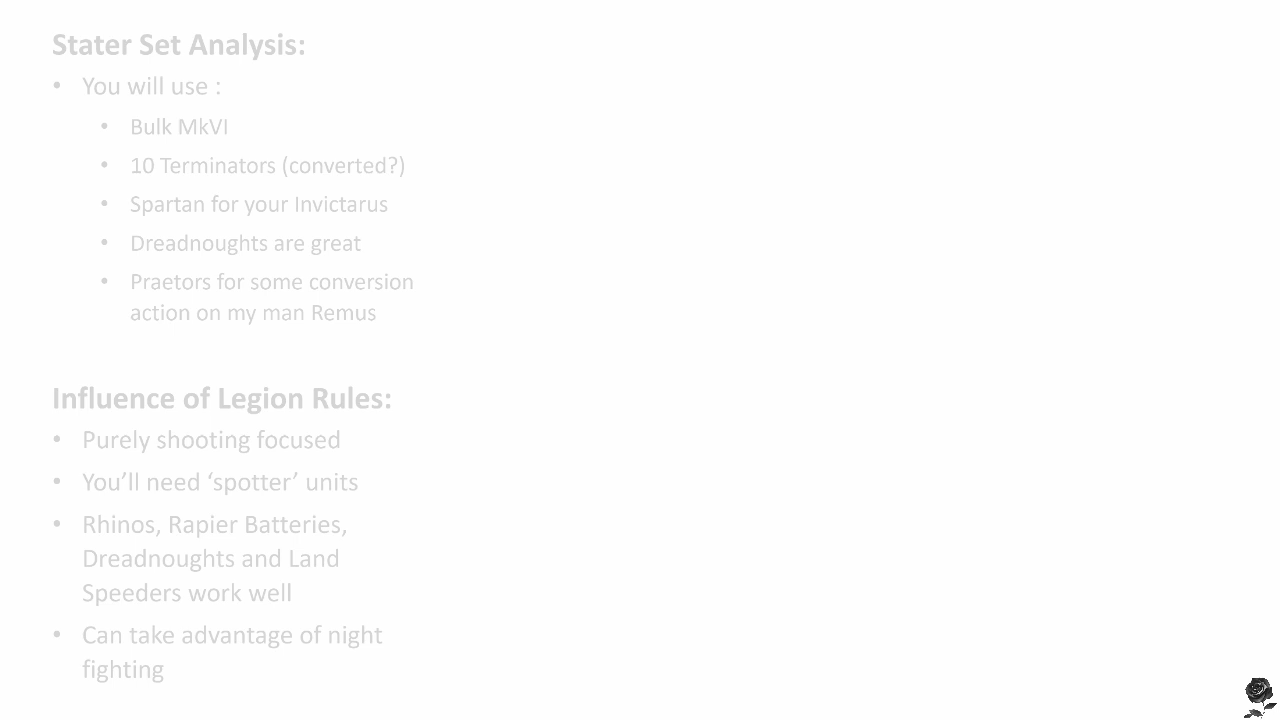 Stater Set Analysis:
• You will use :
• Bulk MkVI
• 10 Terminators (converted?)
• Spartan for your Invictarus
• Dreadnoughts are great
• Praetors for some conversion
action on my man Remus
Influence of Legion Rules:
• Purely shooting focused
• You’ll need ‘spotter’ units
• Rhinos, Rapier Batteries,
Dreadnoughts and Land
Speeders work well
• Can take advantage of night
fighting